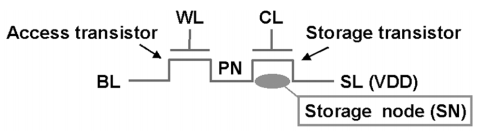 WL
CL
Access transistor
Storage transistor
BL
PN
SL (VDD)
Storage node (SN)